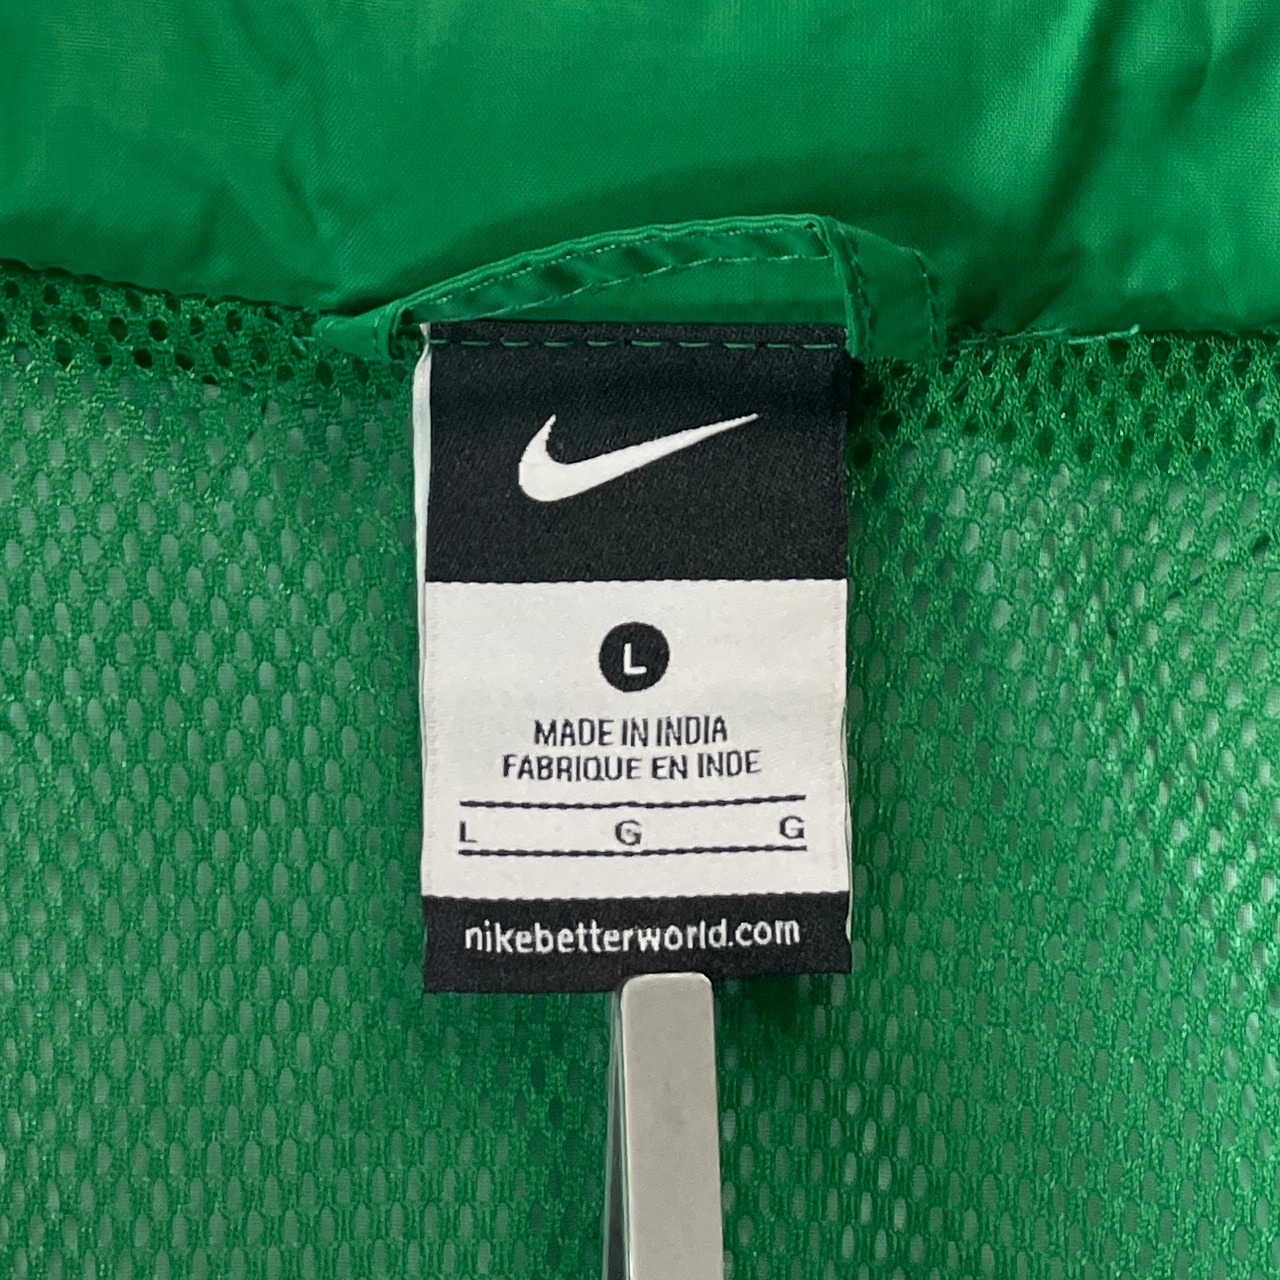 L
MADE IN INDIA
FABRIQUE EN INDE
L G G
nikebetterworld.com